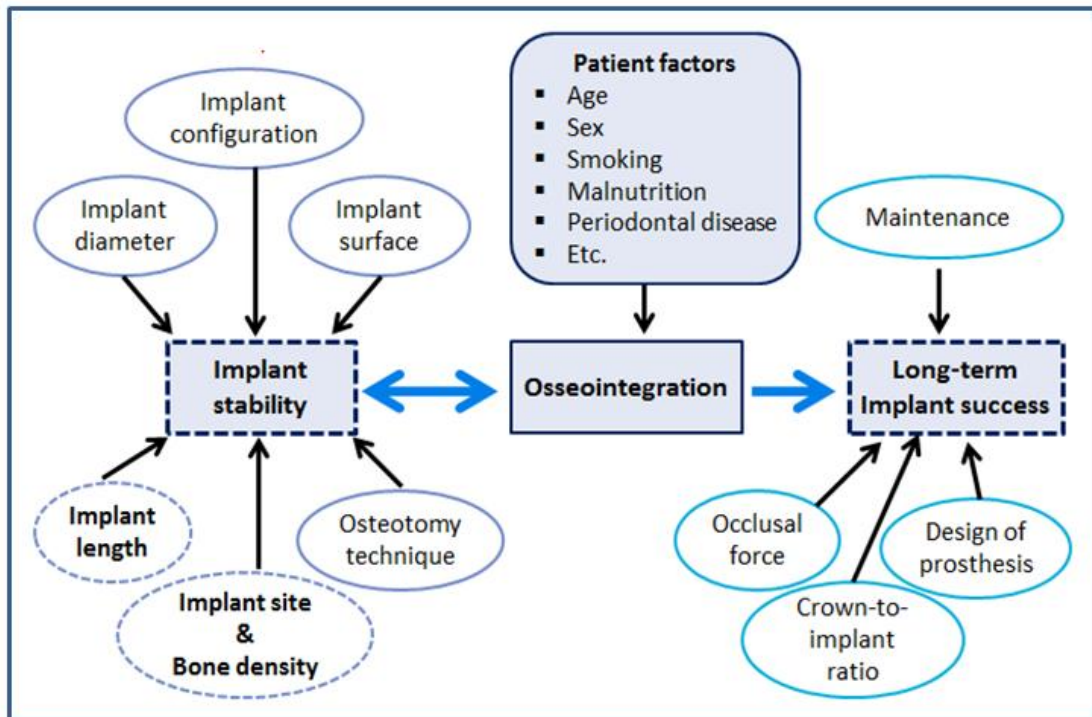 Implant
configuration
Implant
diameter
Implant
surface
Patient factors
▪ Age
▪ Sex
▪ Smoking
▪ Malnutrition
▪ Periodontal disease
▪ Etc.
Maintenance
Implant
stability
Osseointegration
Long-term
Implant success
Implant
length
Implant site
&
Bone density
Osteotomy
technique
Occlusal
force
Crown-to-
implant
ratio
Design of
prosthesis